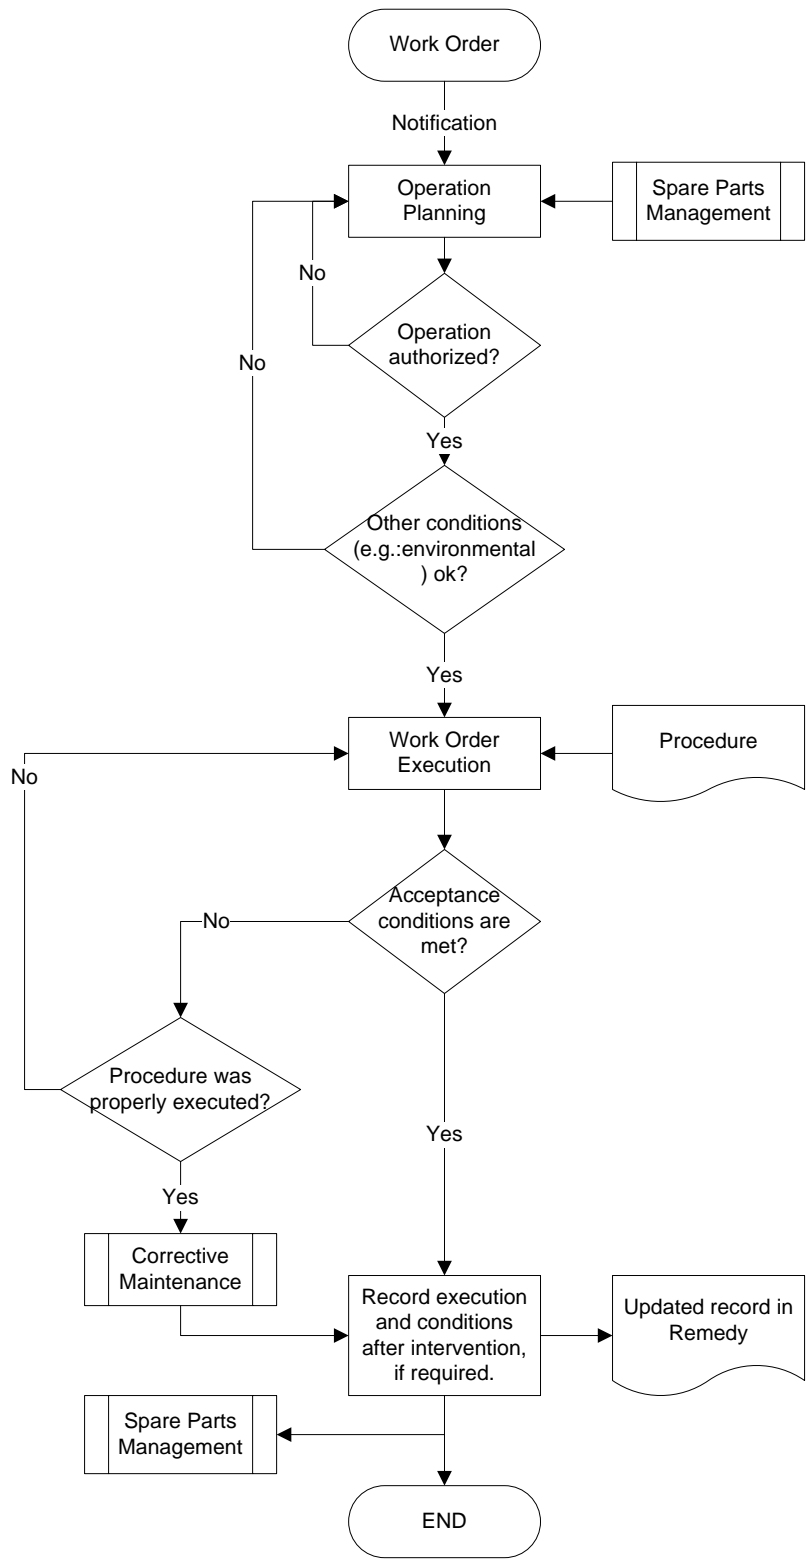 Work Order
Notification
Operation
Planning
Spare Parts
Management
No
Operation
authorized?
No
Yes
Other conditions
(e.g.:environmental
) ok?
Yes
Work Order
Execution
Procedure
No
Acceptance
conditions are
met?
No
Procedure was
properly executed?
Yes
Yes
Corrective
Maintenance
Record execution
and conditions
after intervention,
if required.
Updated record in
Remedy
Spare Parts
Management
END